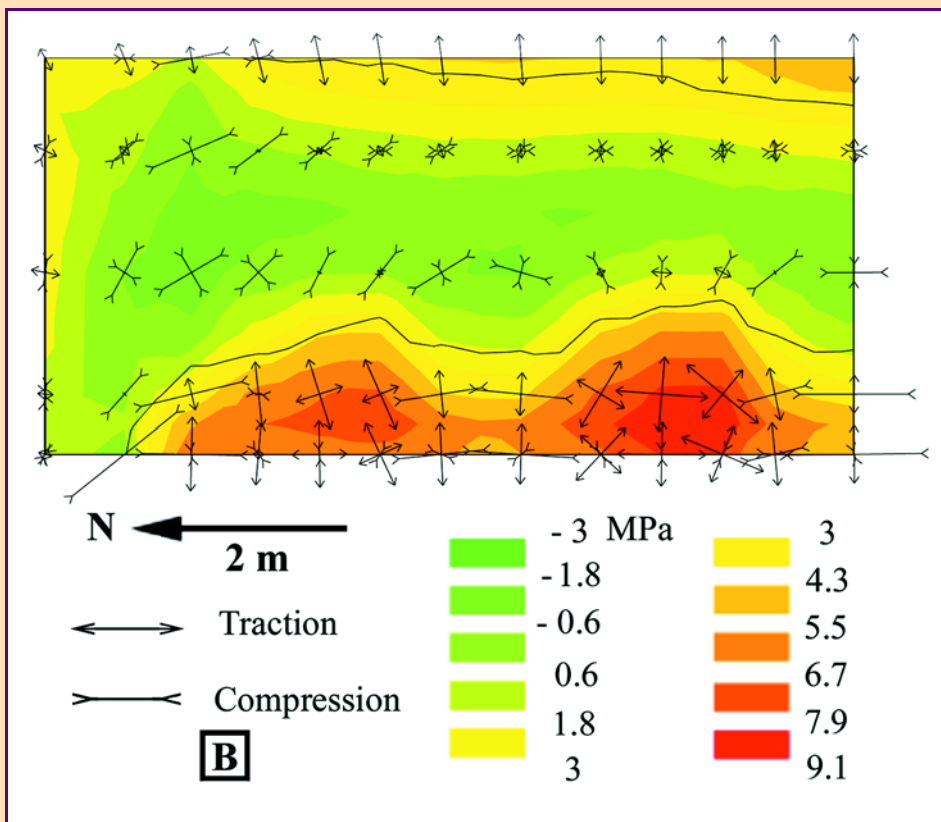 N
2 m
Traction
Compression
B
- 3 MPa
-1.8
- 0.6
0.6
1.8
3
3
4.3
5.5
6.7
7.9
9.1